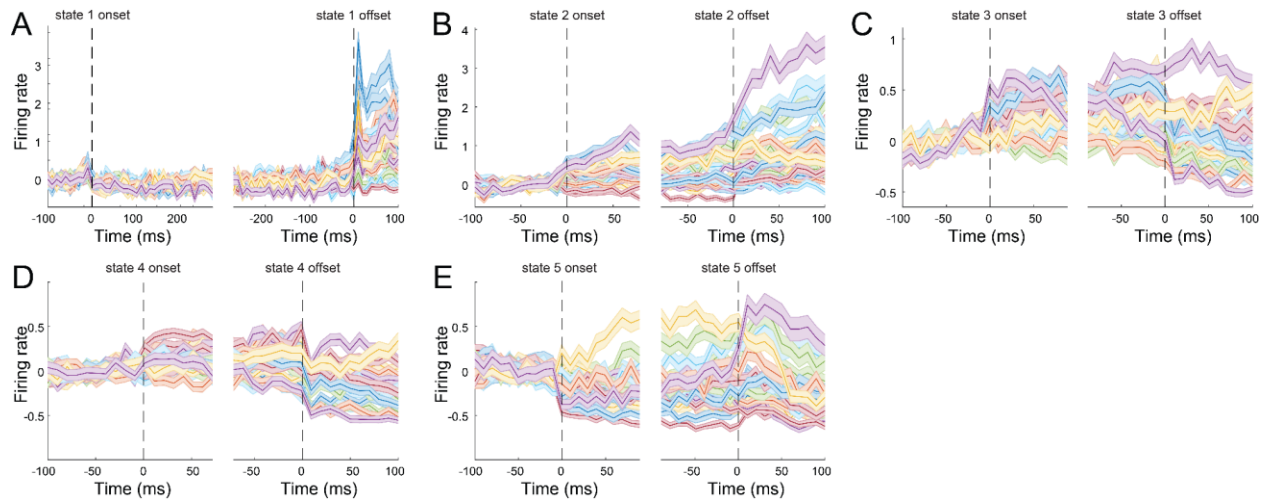 A
state 1 onset
state 1 offset
Firing rate
3
2
1
0
-100 0 100 200
-200 -100 0 100
Time (ms)
Time (ms)
B
state 2 onset
state 2 offset
Firing rate
4
3
2
1
0
-100 -50 0 50
-50 0 50 100
Time (ms)
Time (ms)
C
state 3 onset
state 3 offset
Firing rate
1
0.5
0
-0.5
-100 -50 0 50
-50 0 50 100
Time (ms)
Time (ms)
D
state 4 onset
state 4 offset
Firing rate
0.5
0
-0.5
-100 -50 0 50
-50 0 50 100
Time (ms)
Time (ms)
E
state 5 onset
state 5 offset
Firing rate
0.5
0
-0.5
-100 -50 0 50
-50 0 50 100
Time (ms)
Time (ms)